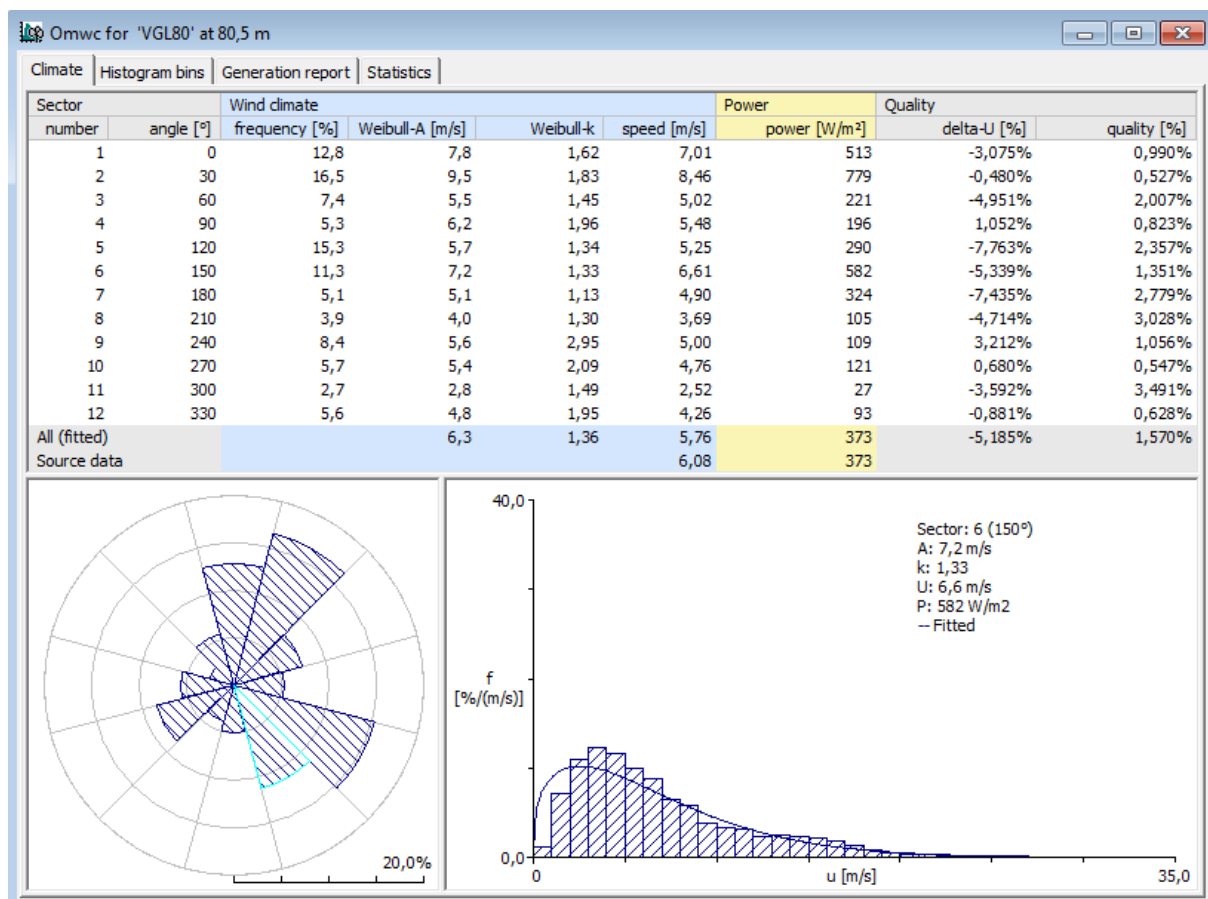 Omwc for 'VGL80' at 80,5 m
Climate Histogram bins Generation report Statistics
Sector Wind climate Power Quality
number angle [º] frequency [%] Weibull-A [m/s] Weibull-k speed [m/s] power [W/m²] delta-U [%] quality [%]
1 0 12,8 7,8 1,62 7,01 513 -3,075% 0,990%
2 30 16,5 9,5 1,83 8,46 779 -0,480% 0,527%
3 60 7,4 5,5 1,45 5,02 221 -4,951% 2,007%
4 90 5,3 6,2 1,96 5,48 196 1,052% 0,823%
5 120 15,3 5,7 1,34 5,25 290 -7,763% 2,357%
6 150 11,3 7,2 1,33 6,61 582 -5,339% 1,351%
7 180 5,1 5,1 1,13 4,90 324 -7,435% 2,779%
8 210 3,9 4,0 1,30 3,69 105 -4,714% 3,028%
9 240 8,4 5,6 2,95 5,00 109 3,212% 1,056%
10 270 5,7 5,4 2,09 4,76 121 0,680% 0,547%
11 300 2,7 2,8 1,49 2,52 27 -3,592% 3,491%
12 330 5,6 4,8 1,95 4,26 93 -0,881% 0,628%
All (fitted) 6,3 1,36 5,76 373 -5,185% 1,570%
Source data 6,08 373
20,0%
40,0
Sector: 6 (150º)
A: 7,2 m/s
k: 1,33
U: 6,6 m/s
P: 582 W/m2
-- Fitted
f
[%/(m/s)]
0,0
0 u [m/s] 35,0